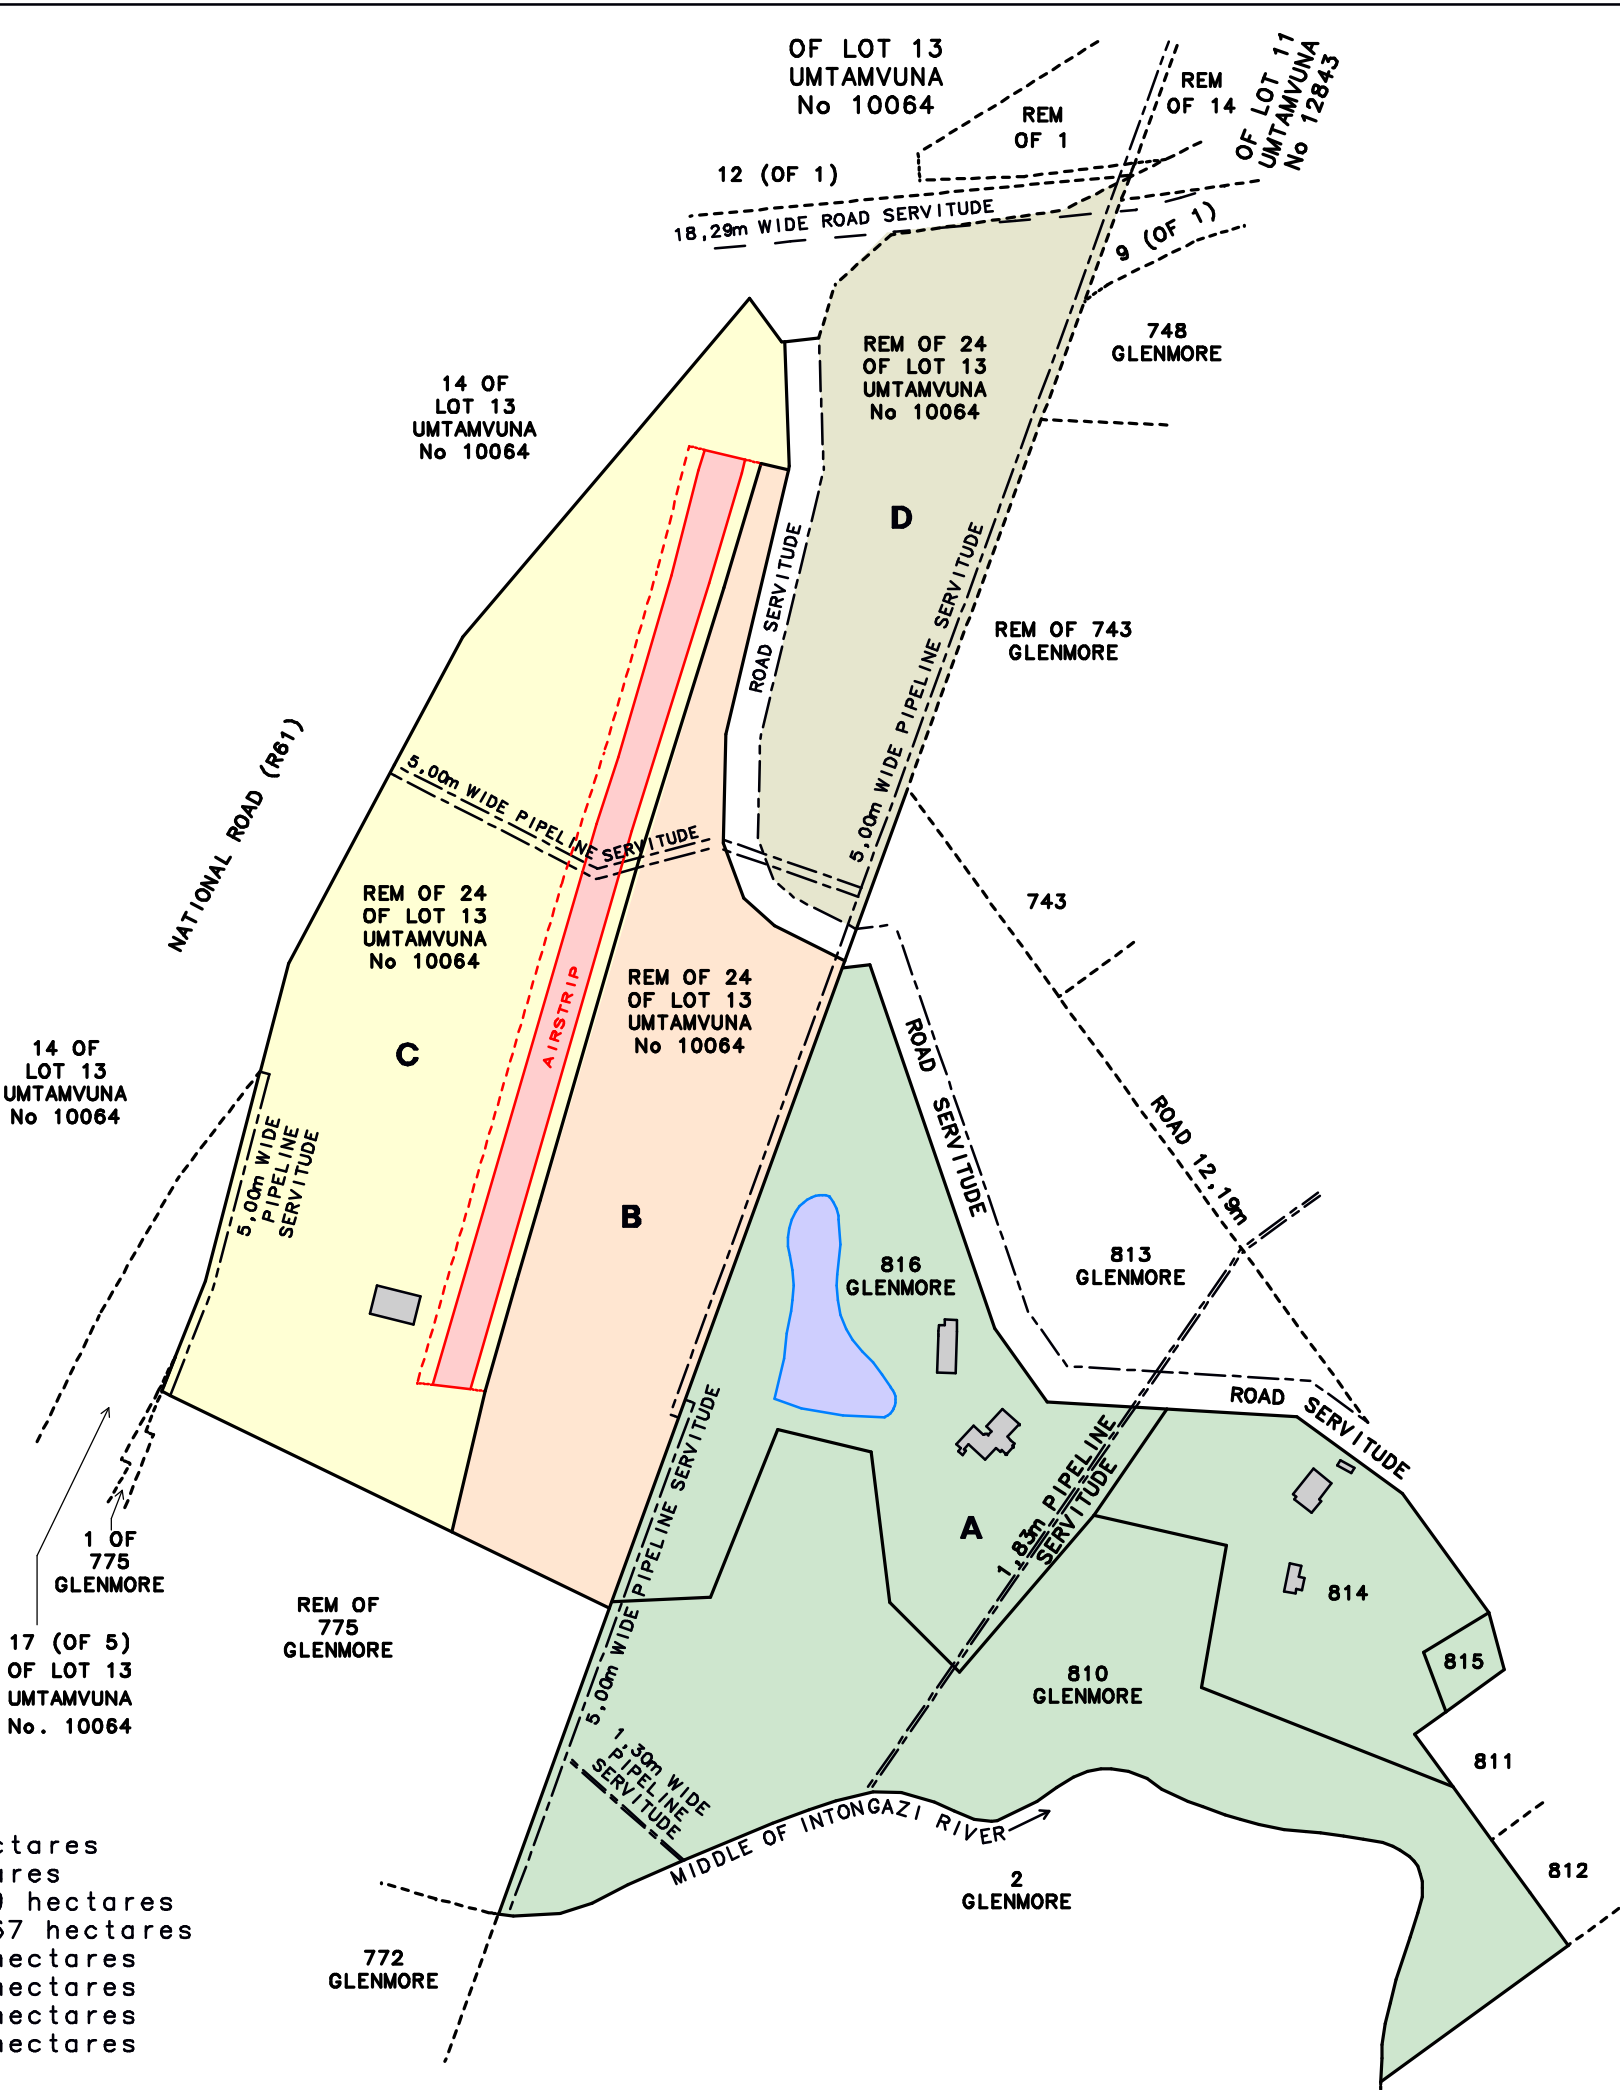 OF LOT 13
UMTAMVUNA
No 10064
REM
OF 1
REM
OF 14
OF LOT 11
UMTAMVUNA
No 12843
12 (OF 1)
18,29m WIDE ROAD SERVITUDE
9 (OF 1)
748
GLENMORE
REM OF 24
OF LOT 13
UMTAMVUNA
No 10064
14 OF
LOT 13
UMTAMVUNA
No 10064
D
ROAD SERVITUDE
5,00m WIDE PIPELINE SERVITUDE
REM OF 743
GLENMORE
NATIONAL ROAD (R61)
5,00m WIDE PIPELINE SERVITUDE
REM OF 24
OF LOT 13
UMTAMVUNA
No 10064
743
REM OF 24
OF LOT 13
UMTAMVUNA
No 10064
AIRSTRIP
C
14 OF
LOT 13
UMTAMVUNA
No 10064
ROAD SERVITUDE
ROAD 12,19m
5,00m WIDE
PIPELINE
SERVITUDE
B
816
GLENMORE
813
GLENMORE
ROAD SERVITUDE
5,00m WIDE PIPELINE SERVITUDE
1,83m PIPELINE
SERVITUDE
A
1 OF
775
GLENMORE
814
REM OF
775
GLENMORE
17 (OF 5)
OF LOT 13
UMTAMVUNA
No. 10064
815
810
GLENMORE
811
1,30m WIDE
PIPELINE
SERVITUDE
MIDDLE OF INTONGAZI RIVER
812
2
GLENMORE
772
GLENMORE
hectares
hectares
67 hectares
hectares
hectares
hectares
hectares